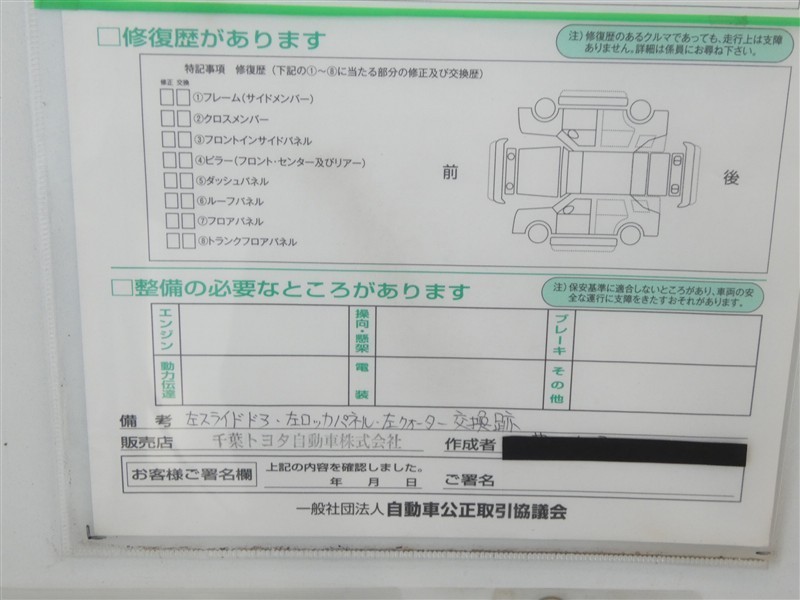 □修復歴があります
注）修復歴のあるクルマであっても、走行上は支障
ありません。詳細は係員にお尋ね下さい。
特記事項 修復歴（下記の①～⑧に当たる部分の修正及び交換歴）
修正 交換
①フレーム（サイドメンバー）
②クロスメンバー
③フロントインサイドパネル
④ピラー（フロント・センター及びリアー）
⑤ダッシュパネル
⑥ルーフパネル
⑦フロアパネル
⑧トランクフロアパネル
前
後
□整備の必要なところがあります
注）保安基準に適合しないところがあり、車両の安
全な運行に支障をきたすおそれがあります。
エンジン
操向・懸架
ブレーキ
動力伝達
電装
その他
備考 左スライドドア・左ロッカパネル・左クォーター交換跡
販売店 千葉トヨタ自動車株式会社 作成者
お客様ご署名欄
上記の内容を確認しました。
年 月 日 ご署名
一般社団法人 自動車公正取引協議会